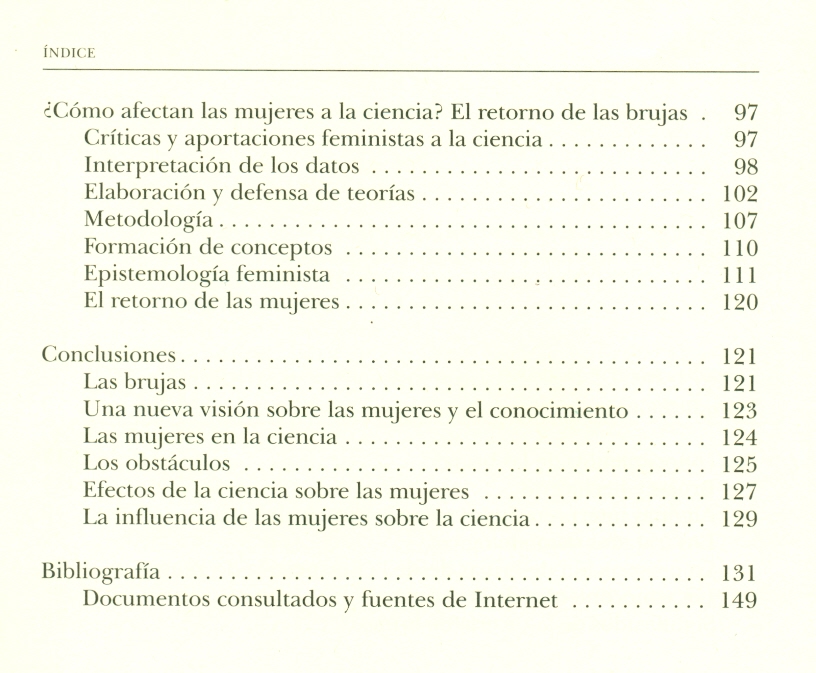 ÍNDICE
¿Cómo afectan las mujeres a la ciencia? El retorno de las brujas . 97
Críticas y aportaciones feministas a la ciencia . . . . . . . . . . . . . 97
Interpretación de los datos . . . . . . . . . . . . . . . . . . . . . . . . . . . 98
Elaboración y defensa de teorías . . . . . . . . . . . . . . . . . . . . . . . 102
Metodología . . . . . . . . . . . . . . . . . . . . . . . . . . . . . . . . . . . . . . . 107
Formación de conceptos . . . . . . . . . . . . . . . . . . . . . . . . . . . . . 110
Epistemología feminista . . . . . . . . . . . . . . . . . . . . . . . . . . . . . 111
El retorno de las mujeres . . . . . . . . . . . . . . . . . . . . . . . . . . . . . 120
Conclusiones . . . . . . . . . . . . . . . . . . . . . . . . . . . . . . . . . . . . . . . . . . 121
Las brujas . . . . . . . . . . . . . . . . . . . . . . . . . . . . . . . . . . . . . . . . . 121
Una nueva visión sobre las mujeres y el conocimiento . . . . . . 123
Las mujeres en la ciencia . . . . . . . . . . . . . . . . . . . . . . . . . . . . . 124
Los obstáculos . . . . . . . . . . . . . . . . . . . . . . . . . . . . . . . . . . . . . 125
Efectos de la ciencia sobre las mujeres . . . . . . . . . . . . . . . . . . 127
La influencia de las mujeres sobre la ciencia . . . . . . . . . . . . . . 129
Bibliografía . . . . . . . . . . . . . . . . . . . . . . . . . . . . . . . . . . . . . . . . . . . 131
Documentos consultados y fuentes de Internet . . . . . . . . . . . 149